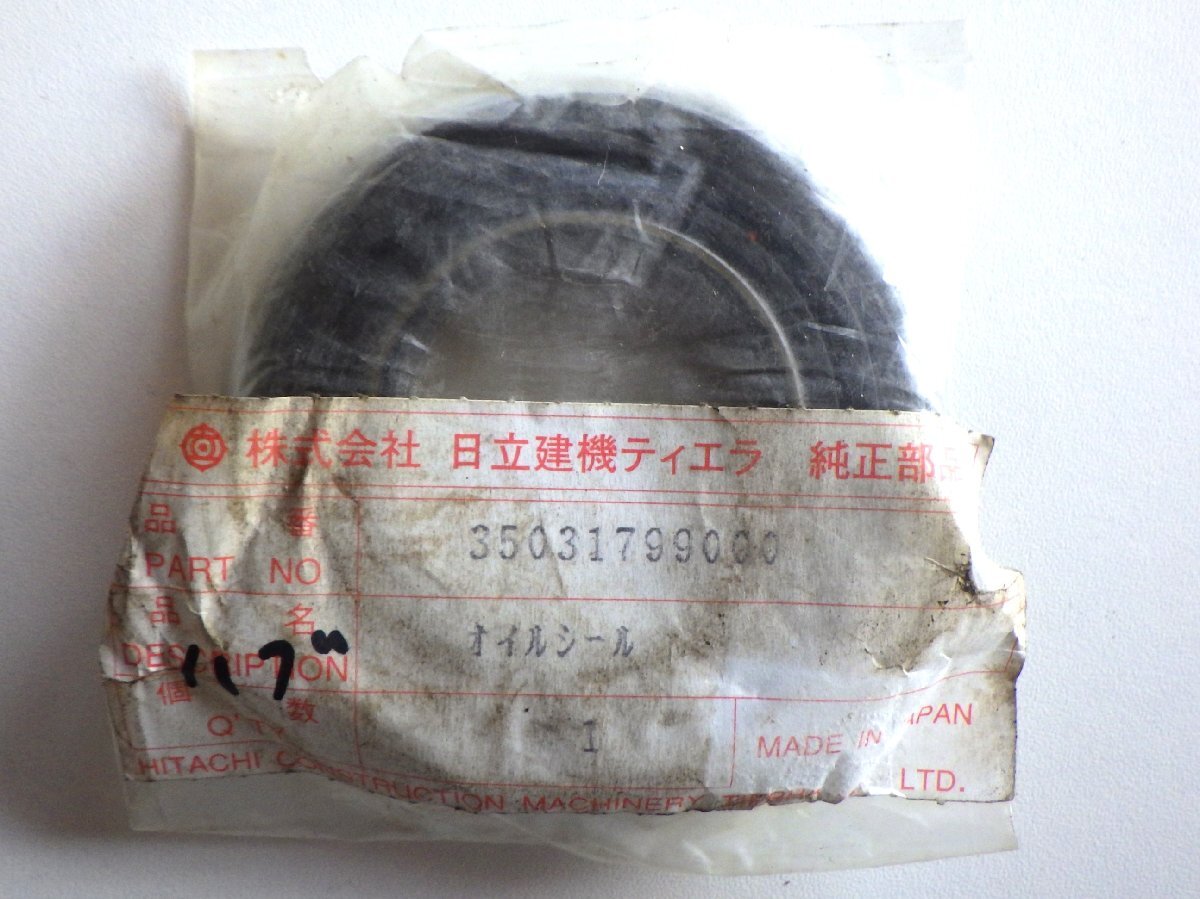 株式会社 日立建機ティエラ 純正部品
品番 35031799000
PART NO
品名 オイルシール
DESCRIPTION
ハブ
個数 1
Q'TY
MADE IN JAPAN
HITACHI CONSTRUCTION MACHINERY LTD.